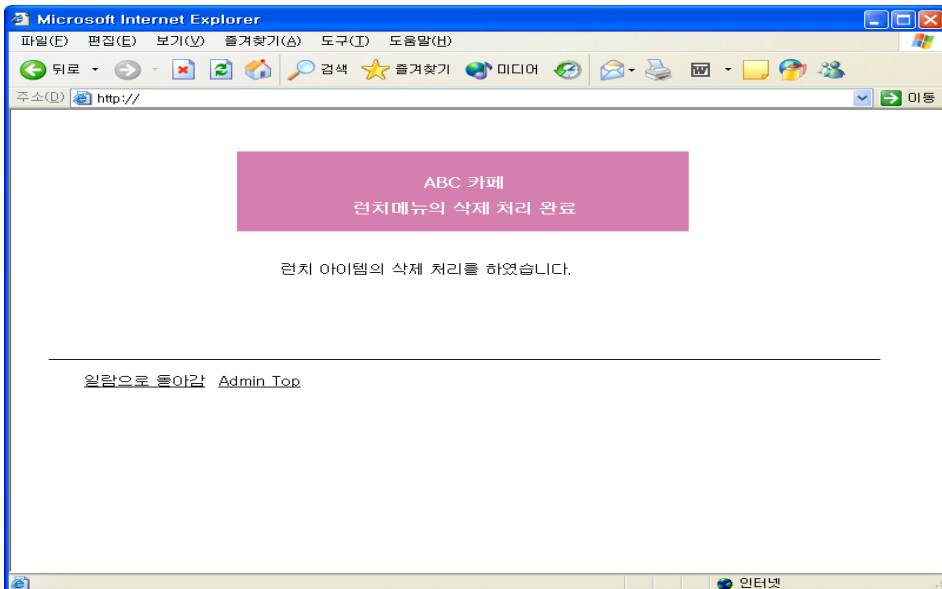 Microsoft Internet Explorer
파일(F) 편집(E) 보기(V) 즐겨찾기(A) 도구(T) 도움말(H)
뒤로 검색 즐겨찾기 미디어
주소(D) http:// 이동
ABC 카페
런치메뉴의 삭제 처리 완료
런치 아이템의 삭제 처리를 하였습니다.
일람으로 돌아감 Admin Top
인터넷